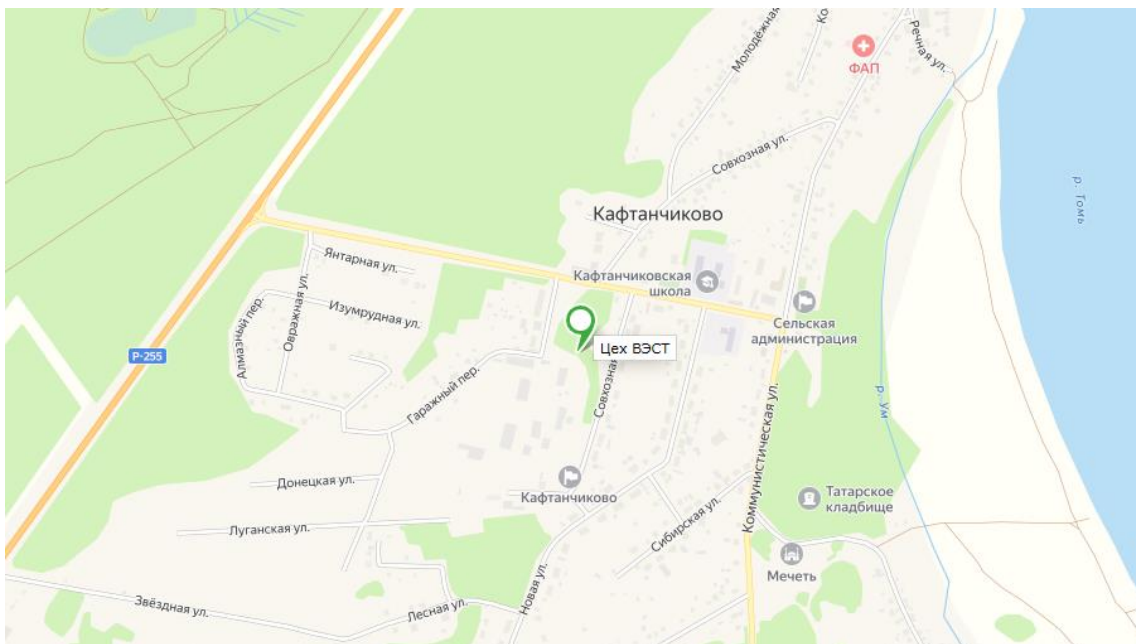 Молодёжная
Ко
ФАП
Речная ул.
Совхозная ул.
р. Томь
Кафтанчиково
Янтарная ул.
Кафтанчиковская
школа
Изумрудная ул.
Овражная ул.
Алмазный пер.
Сельская
администрация
Цех ВЭСТ
Р-255
Гаражный пер.
Совхозная
р. Ум
Коммунистическая ул.
Донецкая ул.
Кафтанчиково
Татарское
кладбище
Луганская ул.
Сибирская ул.
Мечеть
Новая ул.
Звёздная ул.
Лесная ул.